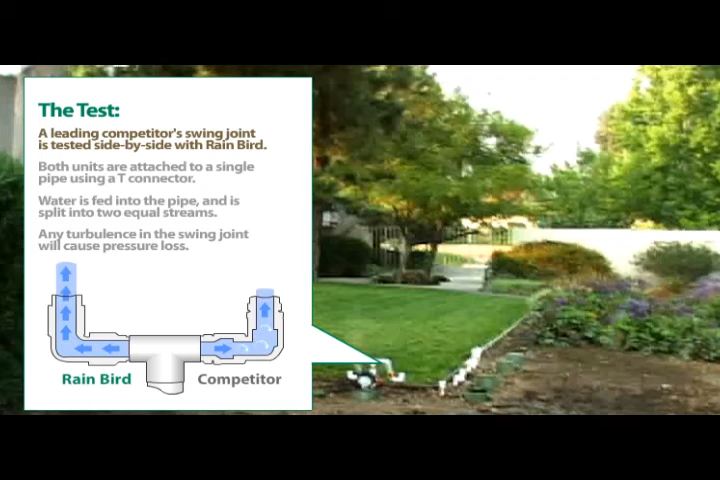 The Test:
A leading competitor's swing joint
is tested side-by-side with Rain Bird.
Both units are attached to a single
pipe using a T connector.
Water is fed into the pipe, and is
split into two equal streams.
Any turbulence in the swing joint
will cause pressure loss.
Rain Bird Competitor